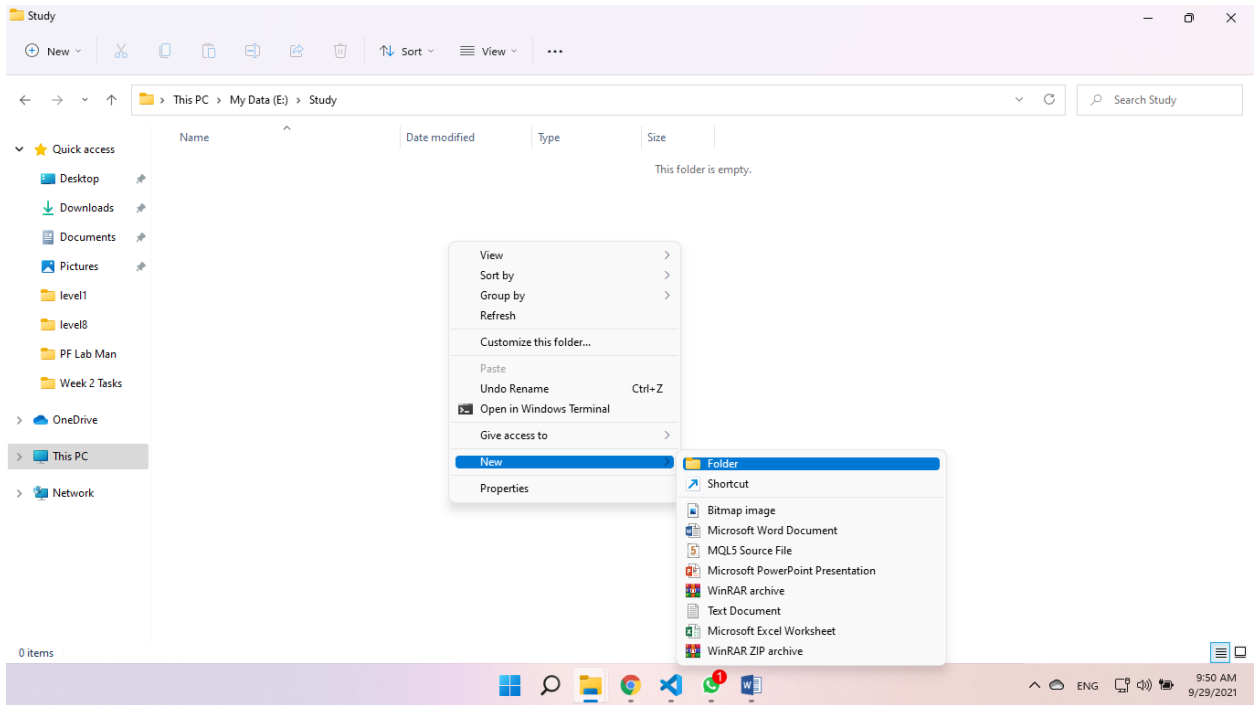 Study
New
Sort
View
This PC > My Data (E:) > Study
Search Study
Name
Date modified
Type
Size
This folder is empty.
Quick access
Desktop
Downloads
Documents
Pictures
level1
level8
PF Lab Man
Week 2 Tasks
OneDrive
This PC
Network
View
Sort by
Group by
Refresh
Customize this folder...
Paste
Undo Rename Ctrl+Z
Open in Windows Terminal
Give access to
New
Properties
Folder
Shortcut
Bitmap image
Microsoft Word Document
MQL5 Source File
Microsoft PowerPoint Presentation
WinRAR archive
Text Document
Microsoft Excel Worksheet
WinRAR ZIP archive
0 items
1
ENG
9:50 AM
9/29/2021